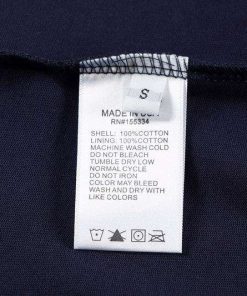 S
MADE IN
RN#155334
SHELL: 100%COTTON
LINING: 100%COTTON
MACHINE WASH COLD
DO NOT BLEACH
TUMBLE DRY LOW
NORMAL CYCLE
DO NOT IRON
COLOR MAY BLEED
WASH AND DRY WITH
LIKE COLORS